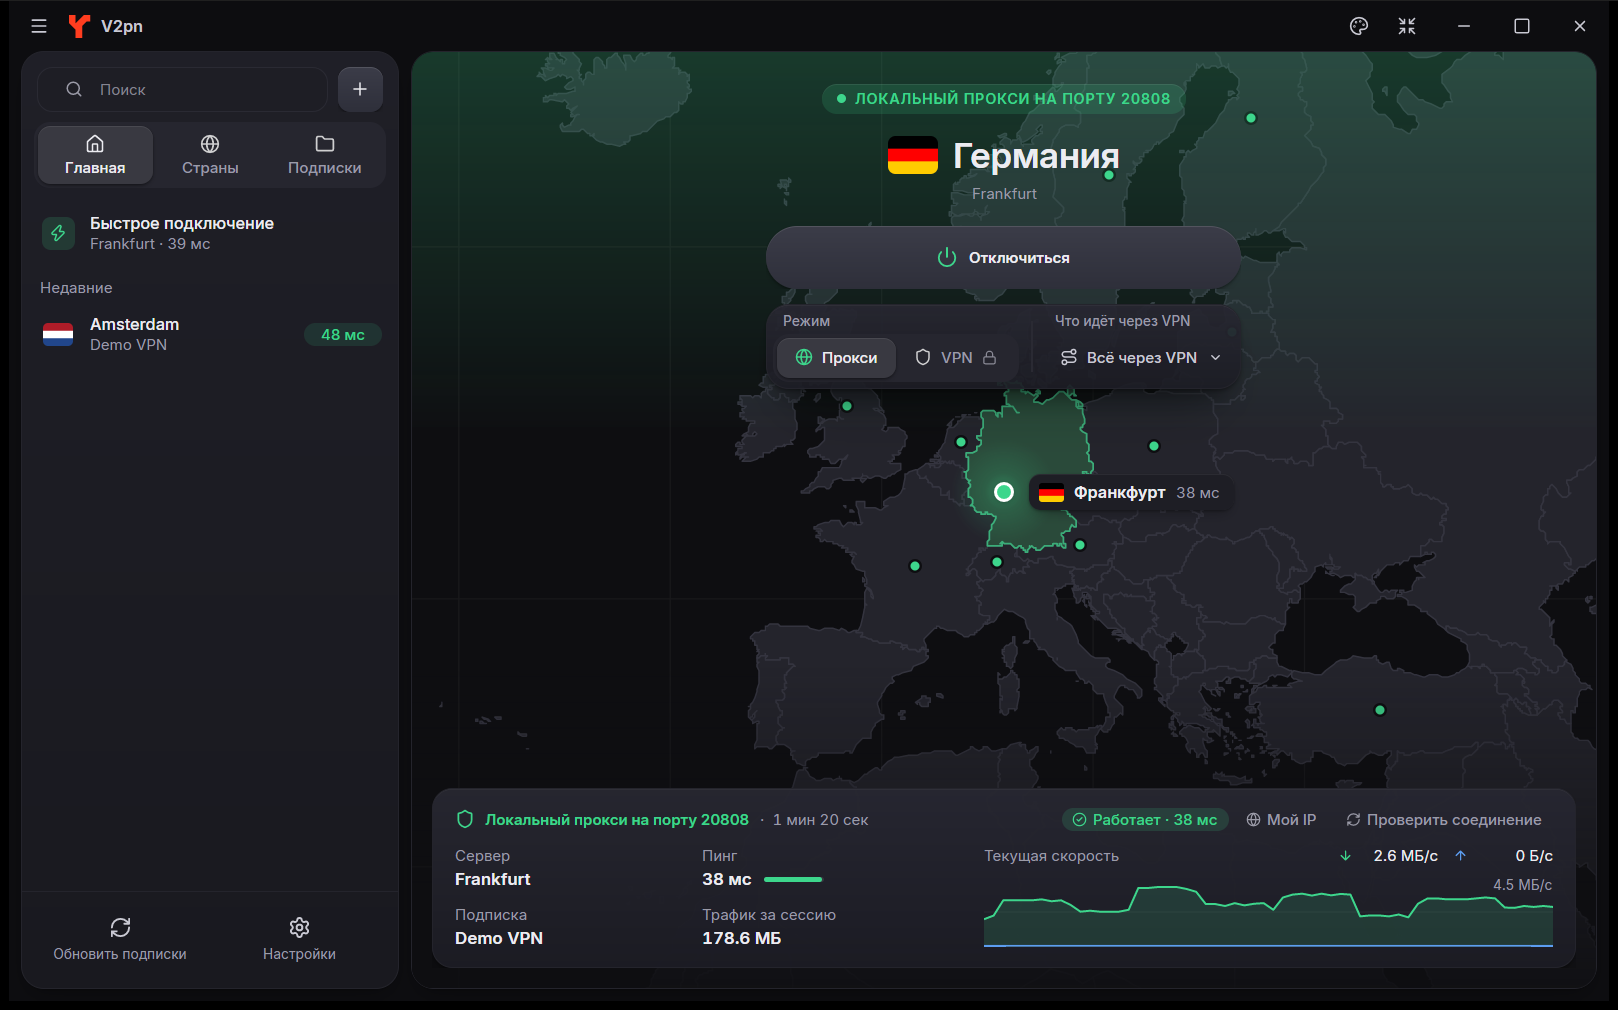 V2pn
Поиск
Главная
Страны
Подписки
Быстрое подключение
Frankfurt · 39 мс
Недавние
Amsterdam
Demo VPN
48 мс
Обновить подписки
Настройки
ЛОКАЛЬНЫЙ ПРОКСИ НА ПОРТУ 20808
Германия
Frankfurt
Отключиться
Режим
Что идёт через VPN
Прокси
VPN
Всё через VPN
Франкфурт 38 мс
Локальный прокси на порту 20808 · 1 мин 20 сек
Работает · 38 мс
Мой IP
Проверить соединение
Сервер
Frankfurt
Пинг
38 мс
Подписка
Demo VPN
Трафик за сессию
178.6 МБ
Текущая скорость
2.6 МБ/с
0 Б/с
4.5 МБ/с